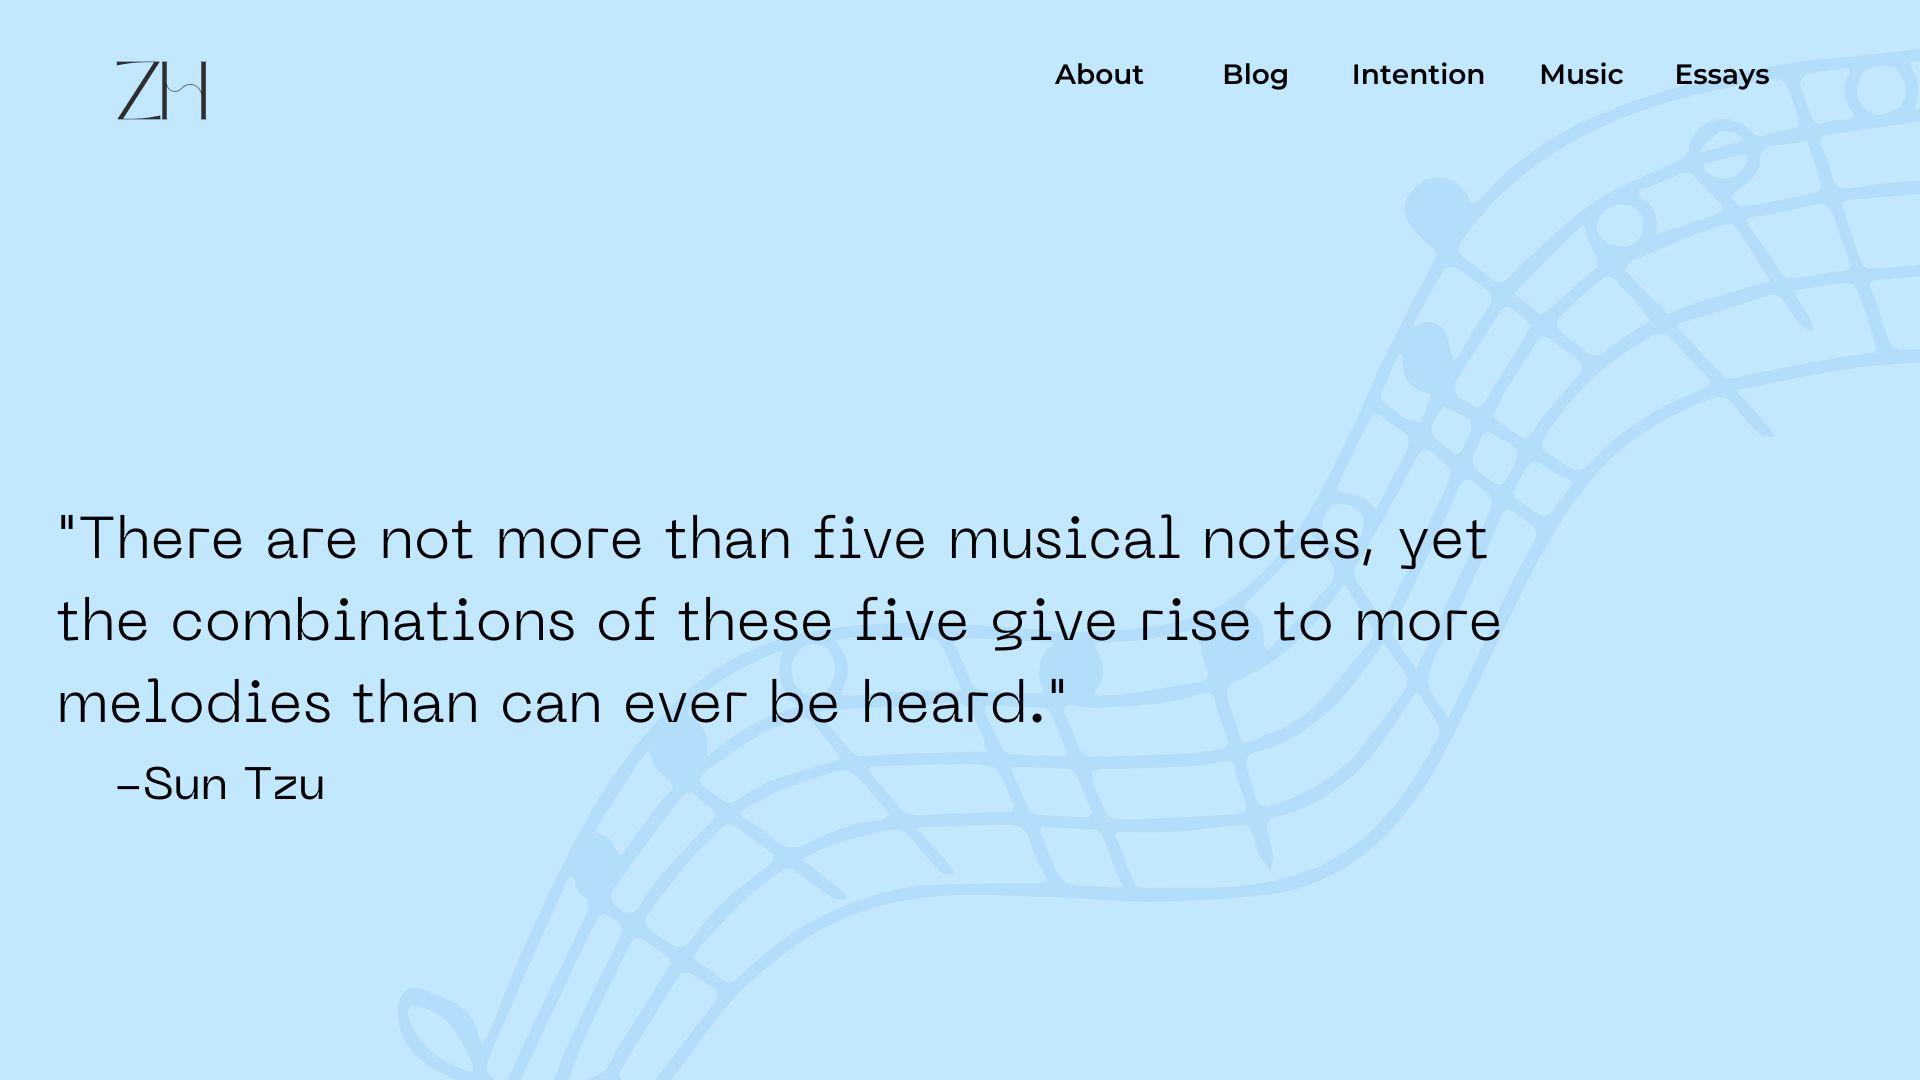 ZH
About Blog Intention Music Essays
"There are not more than five musical notes, yet
the combinations of these five give rise to more
melodies than can ever be heard."
–Sun Tzu